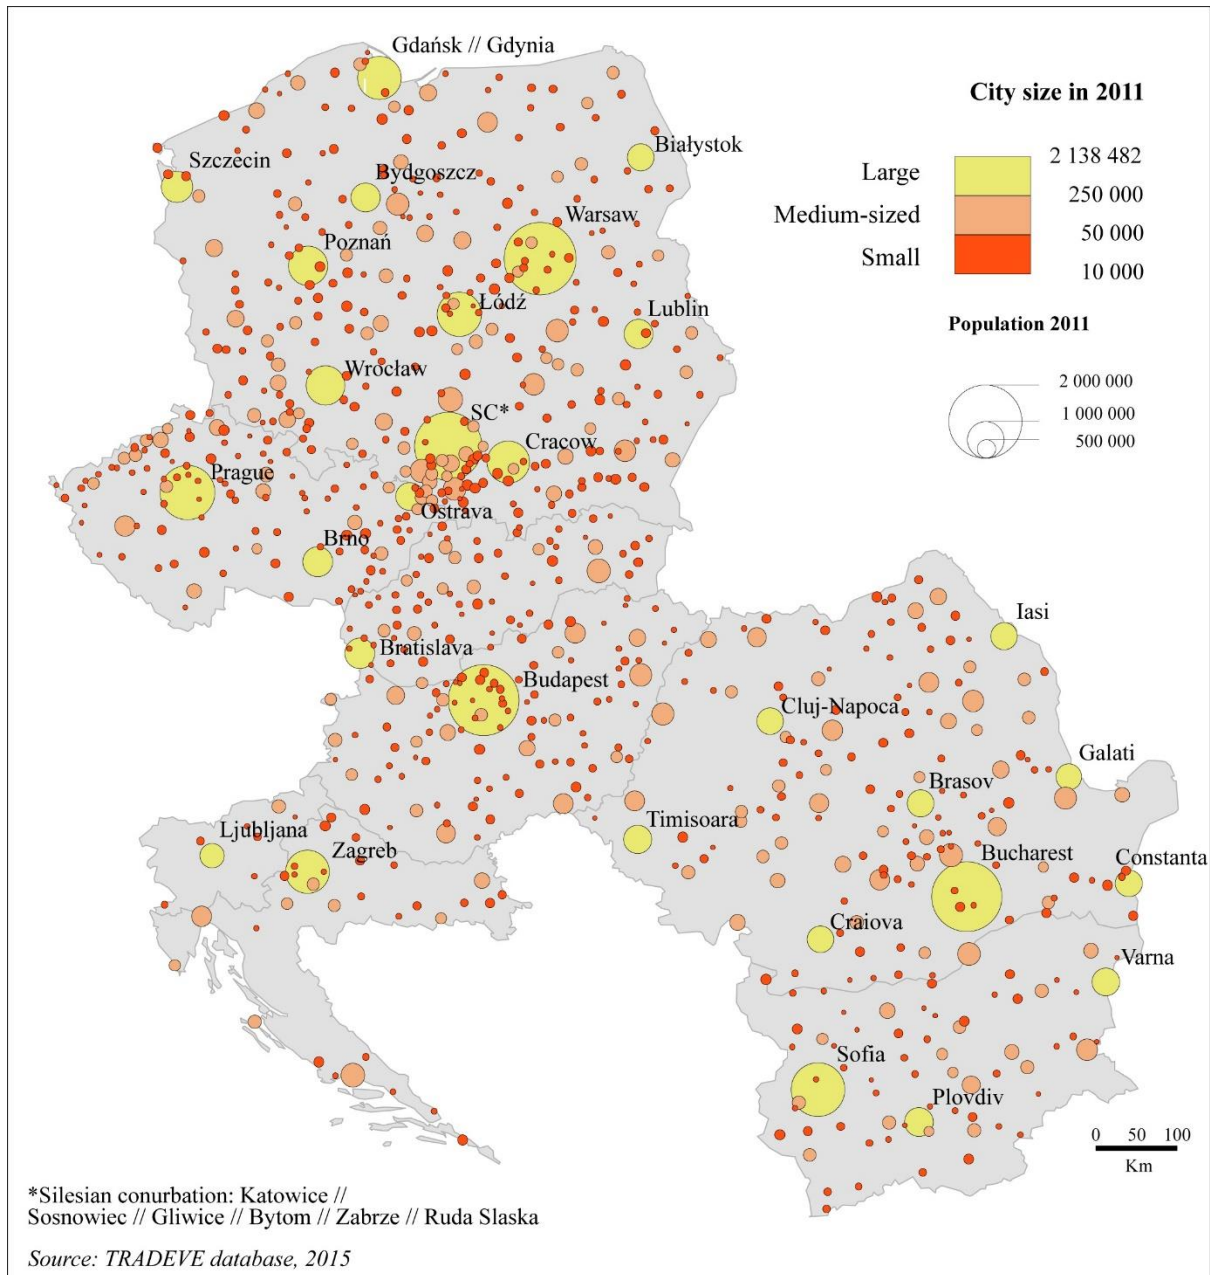 Gdańsk // Gdynia
City size in 2011
Large
2 138 482
250 000
Medium-sized
50 000
Small
10 000
Population 2011
2 000 000
1 000 000
500 000
Szczecin
Bydgoszcz
Białystok
Warsaw
Poznań
Łódź
Lublin
Wrocław
SC*
Cracow
Prague
Ostrava
Brno
Bratislava
Budapest
Iasi
Cluj-Napoca
Galati
Brasov
Timisoara
Ljubljana
Zagreb
Bucharest
Constanta
Craiova
Varna
Sofia
Plovdiv
0 50 100
Km
*Silesian conurbation: Katowice //
Sosnowiec // Gliwice // Bytom // Zabrze // Ruda Slaska
Source: TRADEVE database, 2015